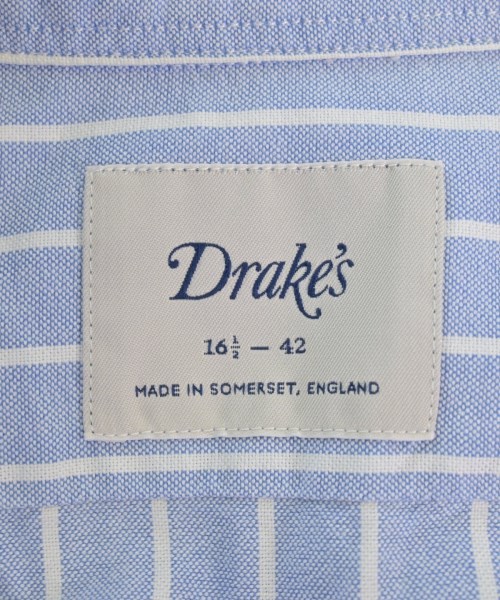 Drake's
16½ — 42
MADE IN SOMERSET, ENGLAND